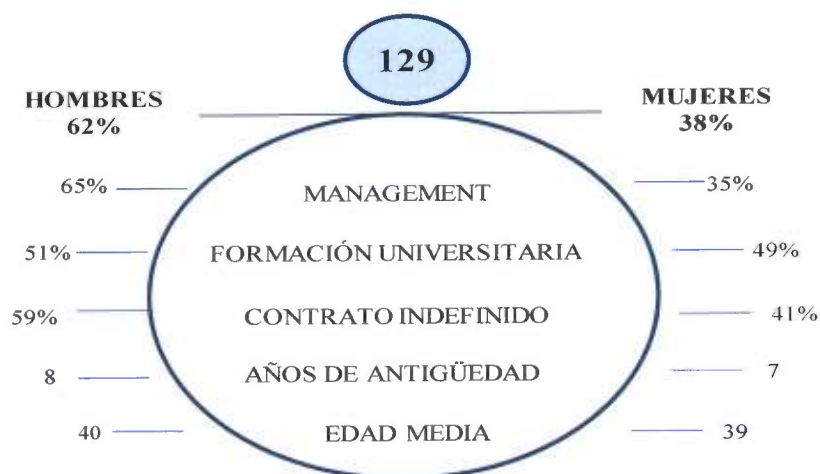 129
HOMBRES
62%
MUJERES
38%
65% MANAGEMENT 35%
51% FORMACIÓN UNIVERSITARIA 49%
59% CONTRATO INDEFINIDO 41%
8 AÑOS DE ANTIGÜEDAD 7
40 EDAD MEDIA 39